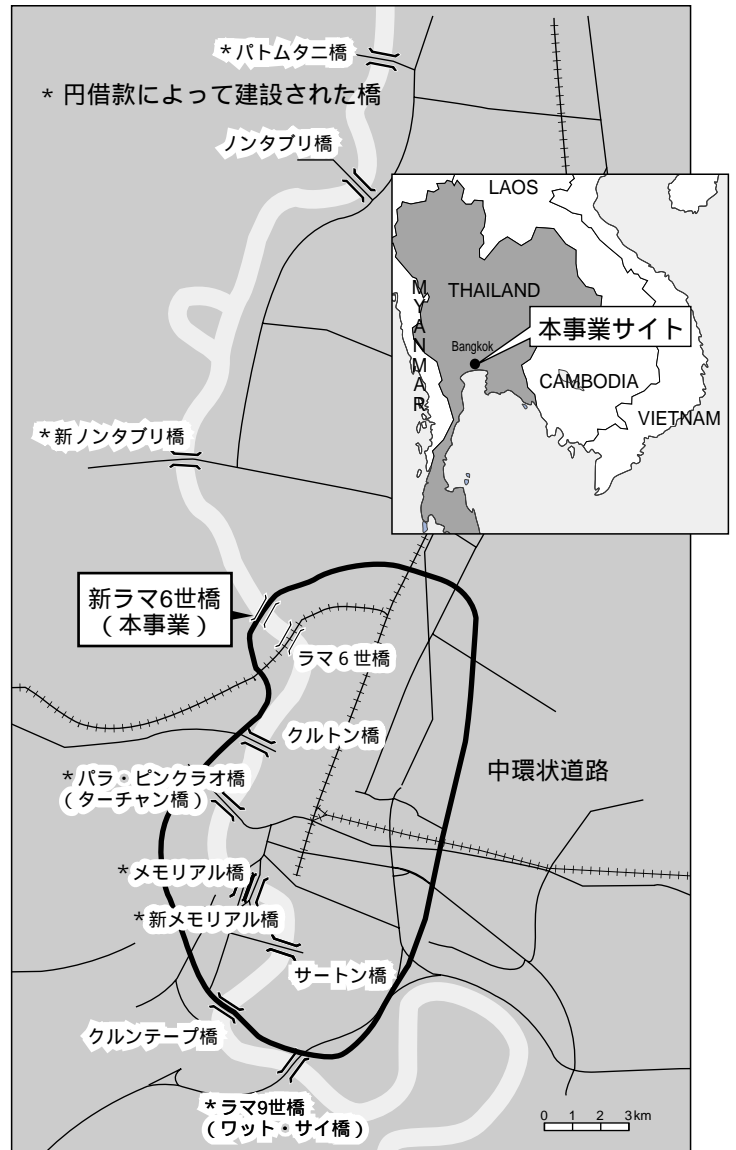 *パトムタニ橋
* 円借款によって建設された橋
ノンタブリ橋
LAOS
THAILAND
MYANMAR
Bangkok
本事業サイト
CAMBODIA
VIETNAM
*新ノンタブリ橋
新ラマ6世橋
(本事業)
ラマ6世橋
クルトン橋
中環状道路
*パラ・ピンクラオ橋
(ターチャン橋)
*メモリアル橋
*新メモリアル橋
サートン橋
クルンテープ橋
*ラマ9世橋
(ワット・サイ橋)
0 1 2 3km